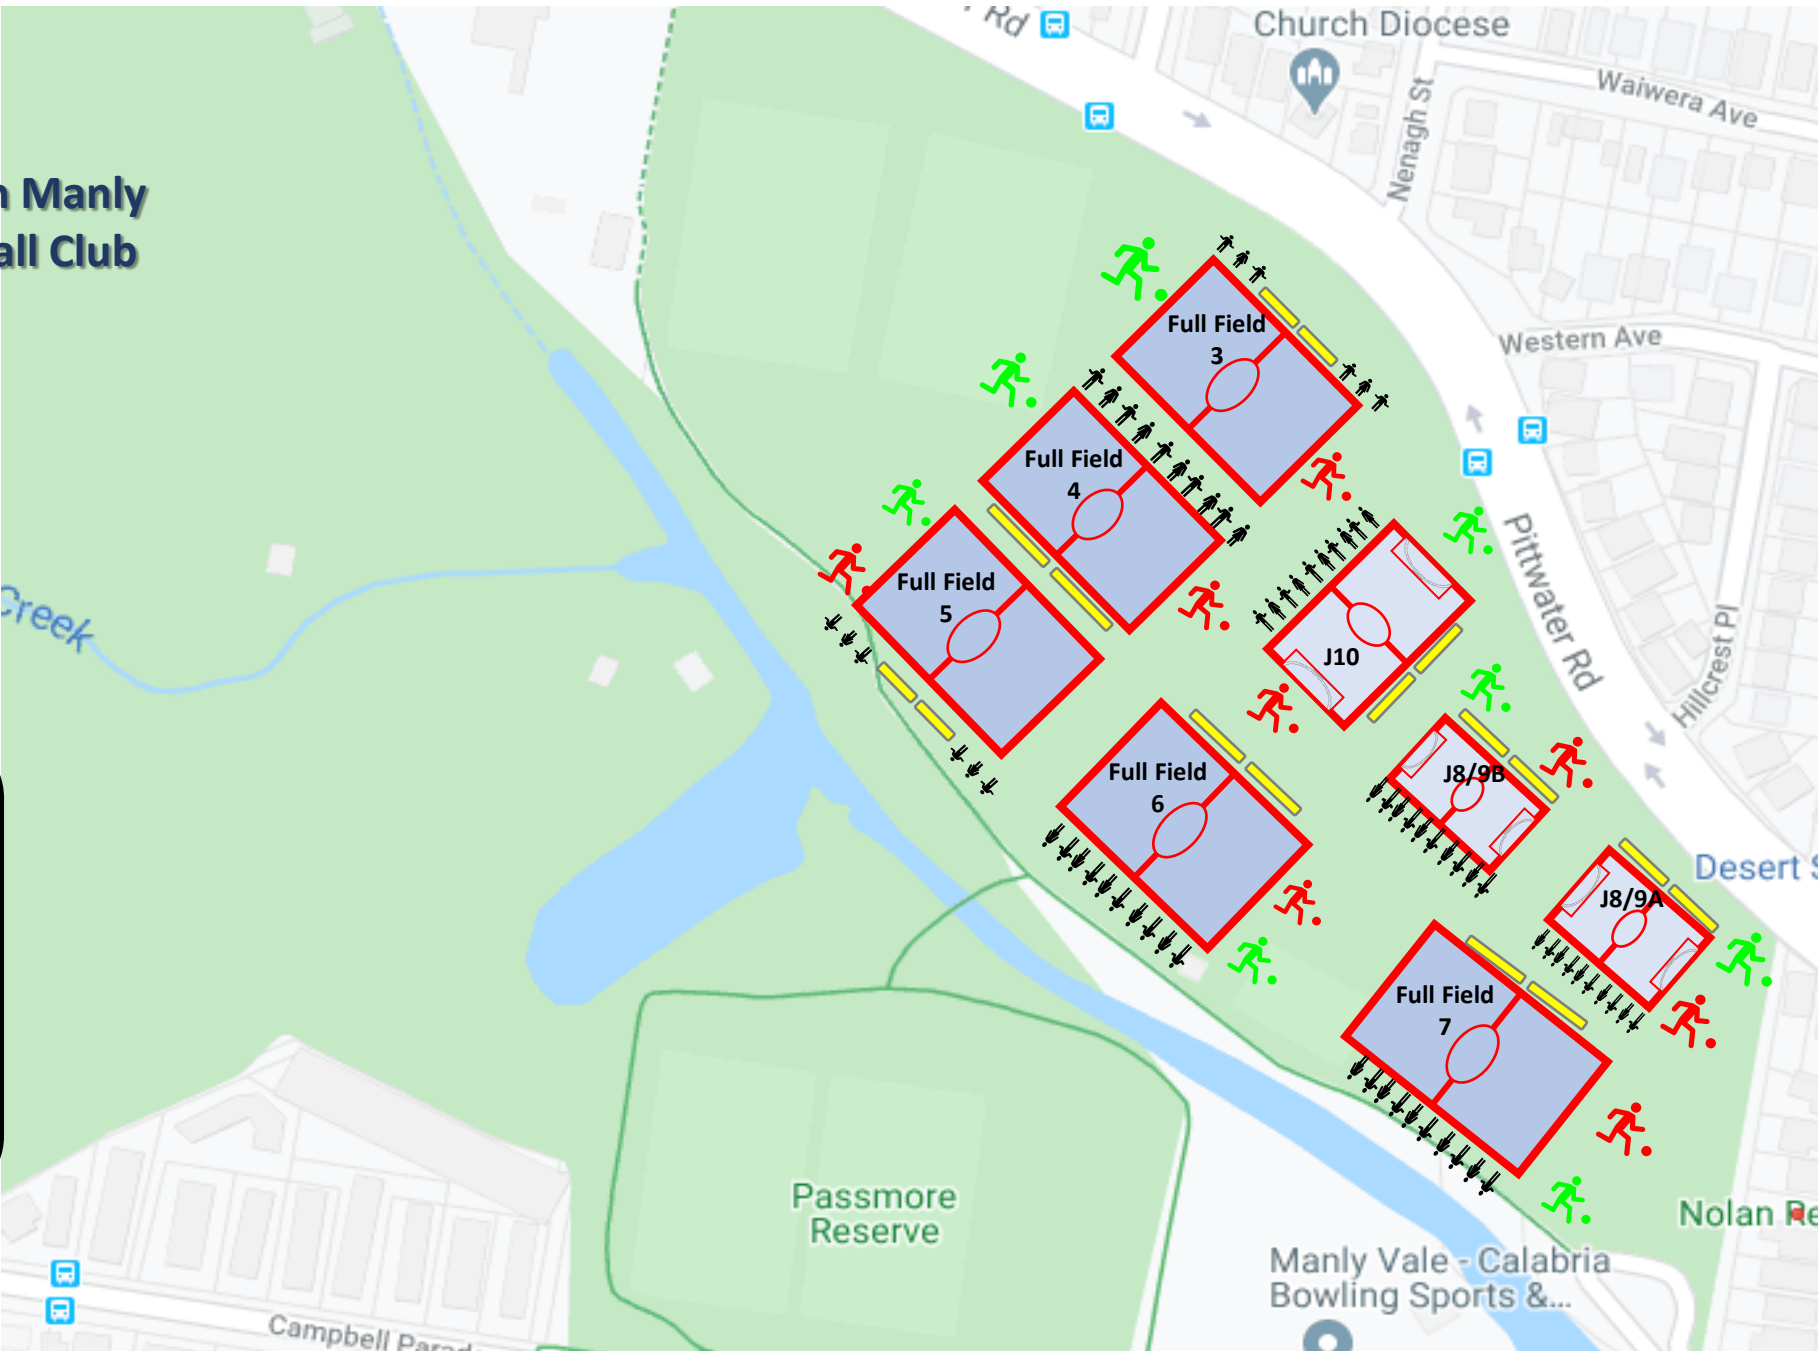 Rd
Church Diocese
Waiwera Ave
Nenagh St
Manly
all Club
Western Ave
Full Field
3
Full Field
4
Full Field
5
Creek
Pittwater Rd
Hillcrest Pl
J10
Full Field
6
J8/9B
Desert S
J8/9A
Full Field
7
Passmore
Reserve
Nolan Re
Manly Vale - Calabria
Bowling Sports &...
Campbell Parad